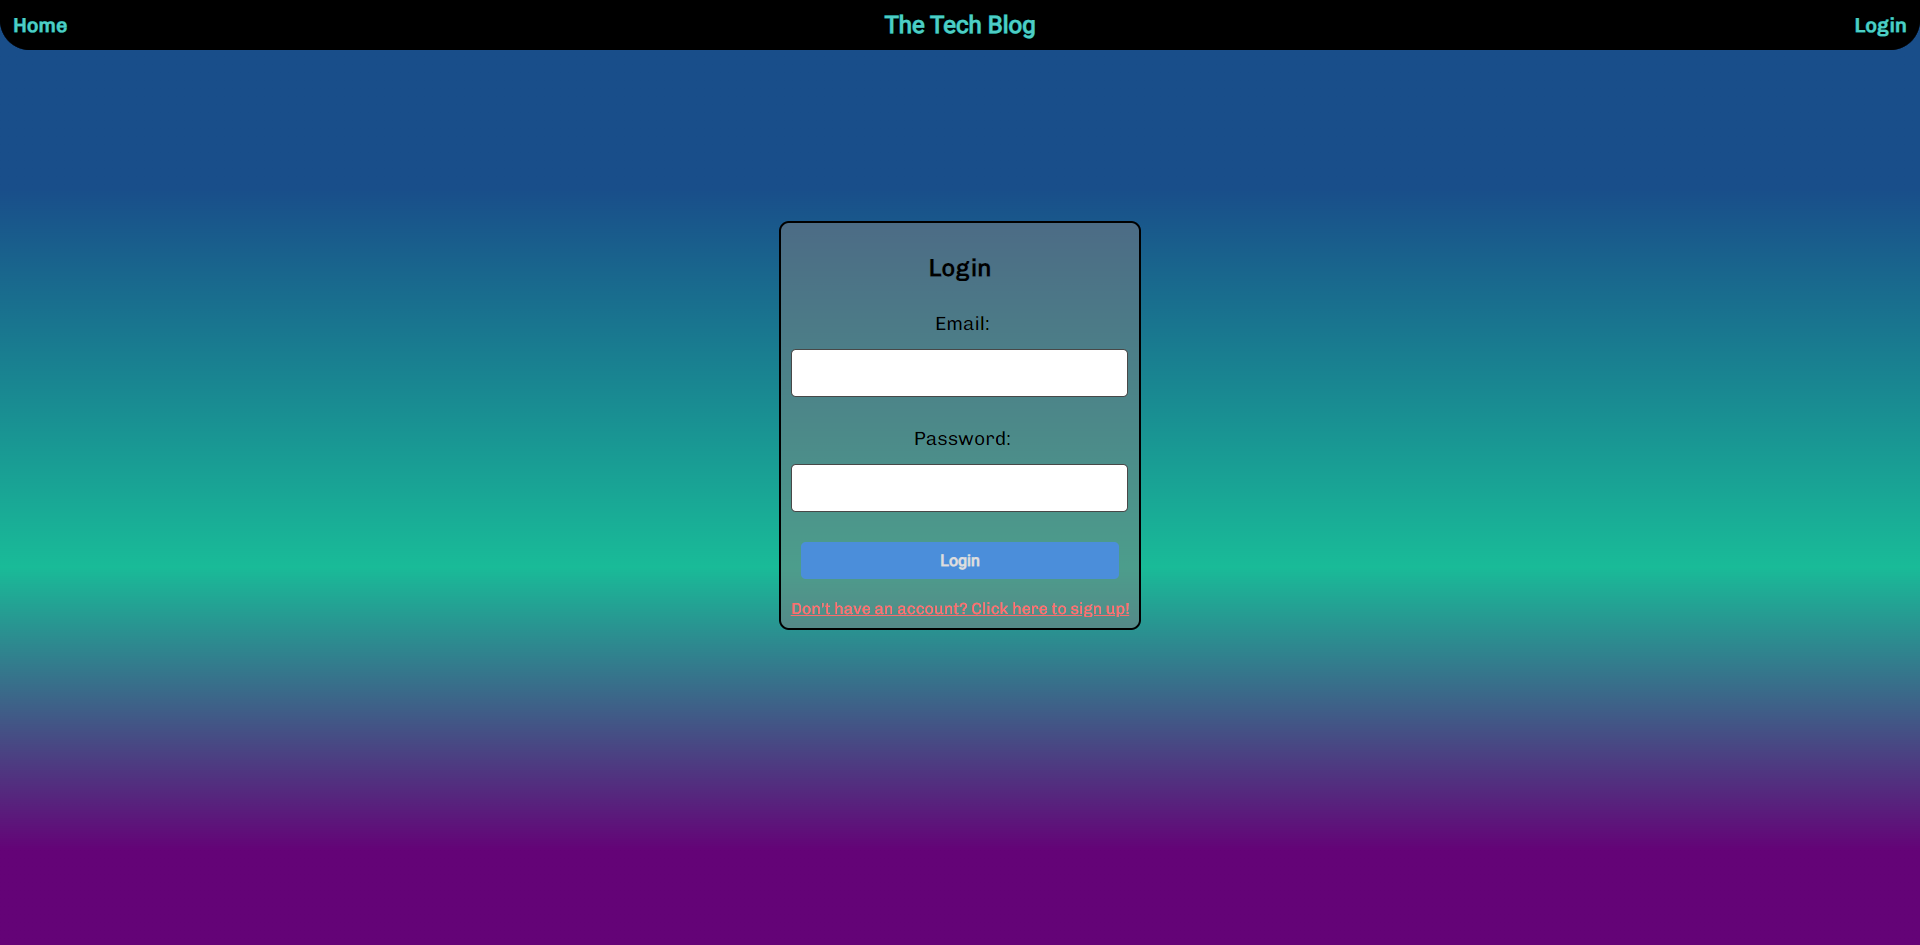 Home
The Tech Blog
Login
Login
Email:
Password:
Login
Don't have an account? Click here to sign up!